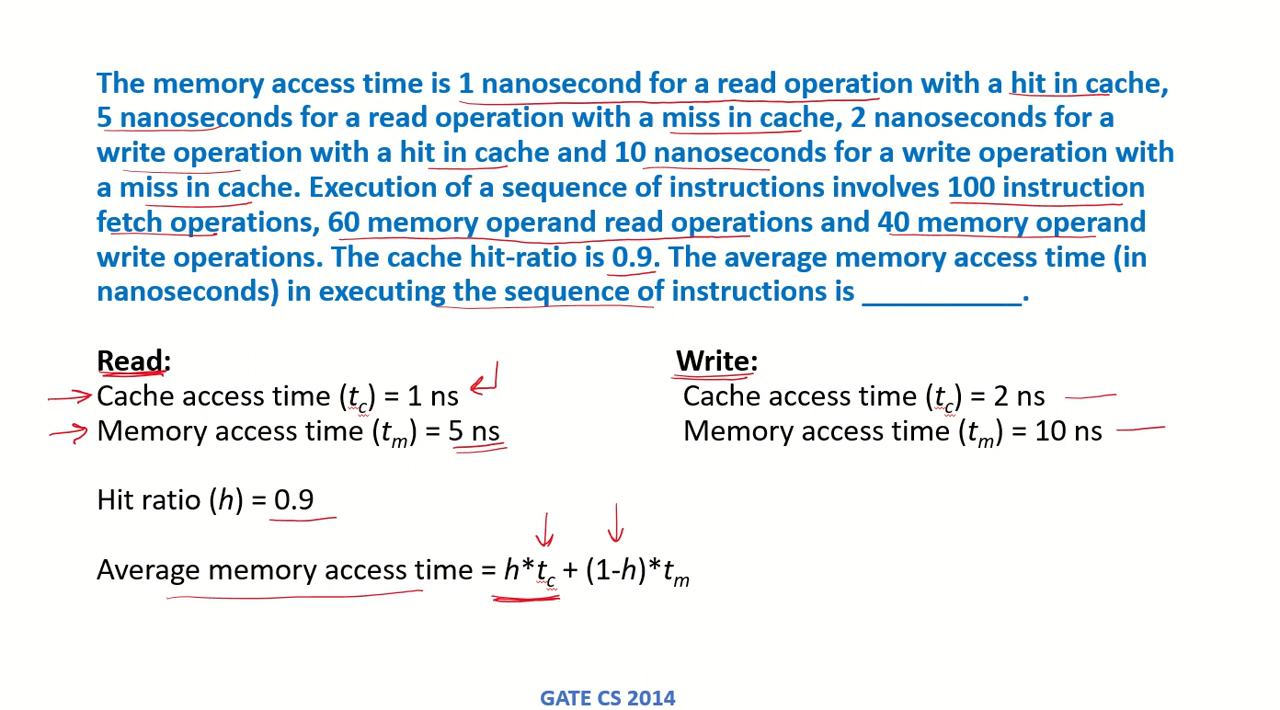 The memory access time is 1 nanosecond for a read operation with a hit in cache,
5 nanoseconds for a read operation with a miss in cache, 2 nanoseconds for a
write operation with a hit in cache and 10 nanoseconds for a write operation with
a miss in cache. Execution of a sequence of instructions involves 100 instruction
fetch operations, 60 memory operand read operations and 40 memory operand
write operations. The cache hit-ratio is 0.9. The average memory access time (in
nanoseconds) in executing the sequence of instructions is __________.
Read:
Cache access time (tc) = 1 ns
Memory access time (tm) = 5 ns
Write:
Cache access time (tc) = 2 ns
Memory access time (tm) = 10 ns
Hit ratio (h) = 0.9
Average memory access time = h*tc + (1-h)*tm
GATE CS 2014